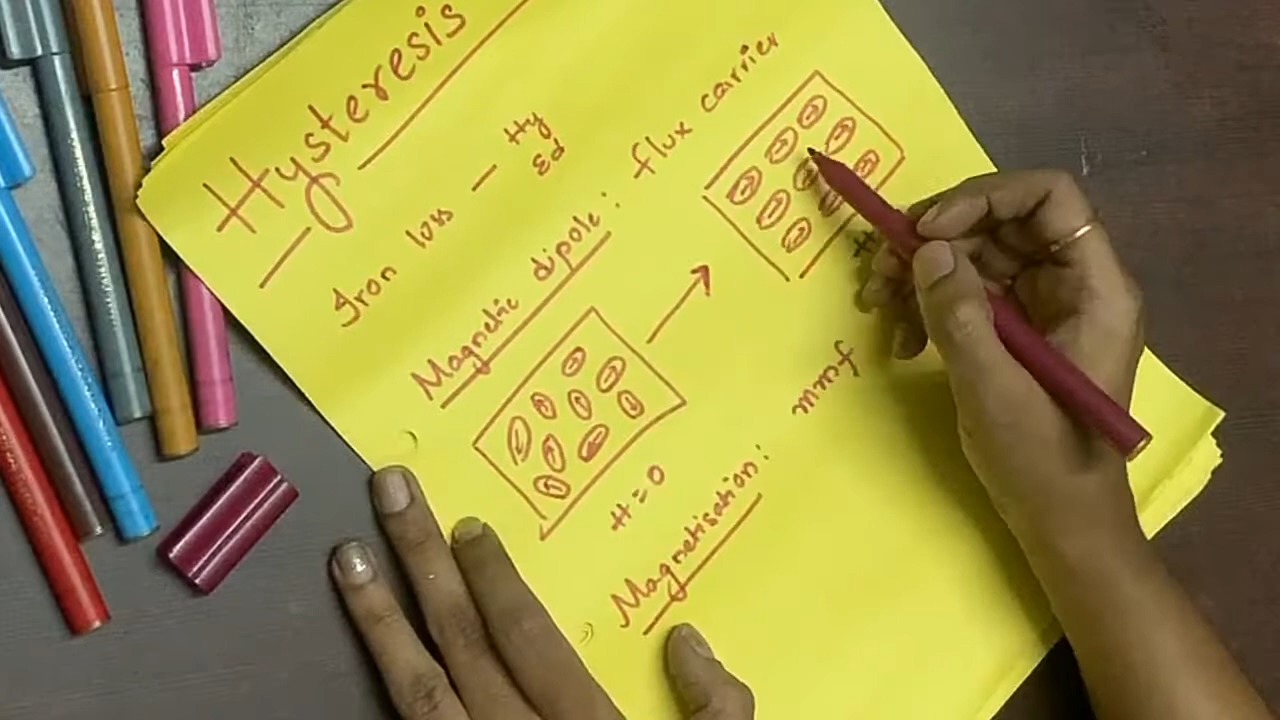 Hysteresis
Iron loss — Hy
Ed
Magnetic dipole: flux carrier
H=0
H
Magnetisation: